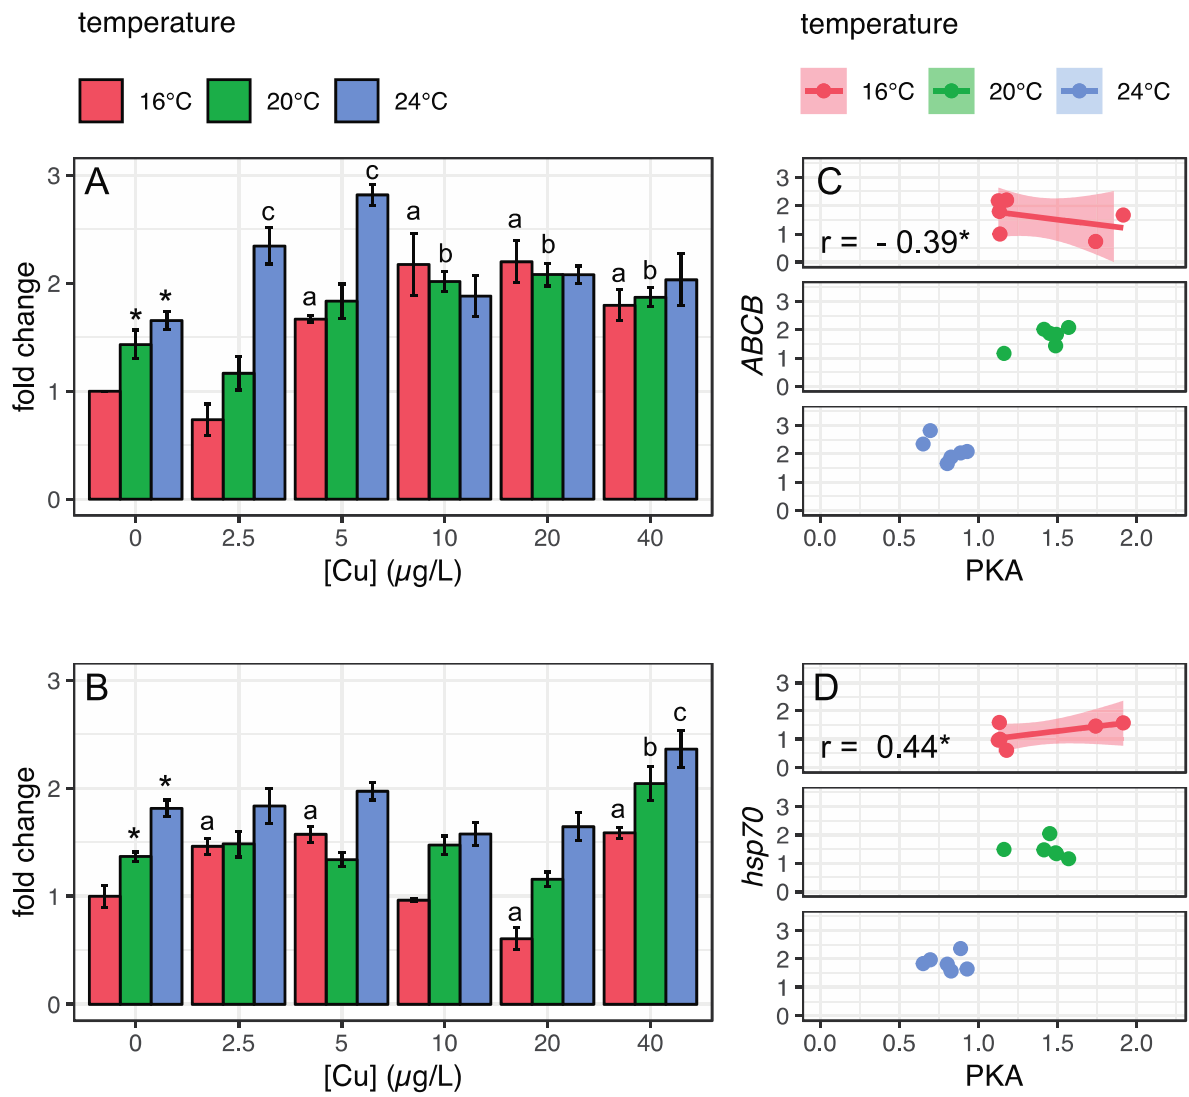 temperature
16°C 20°C 24°C
temperature
16°C 20°C 24°C
A
fold change
3
2
1
0
* *
c
a c
a b
a b
a b
0 2.5 5 10 20 40
[Cu] (µg/L)
C
r = - 0.39*
ABCB
3
2
1
0
3
2
1
0
3
2
1
0
0.0 0.5 1.0 1.5 2.0
PKA
B
fold change
3
2
1
0
* *
a
a
a
a b c
0 2.5 5 10 20 40
[Cu] (µg/L)
D
r = 0.44*
hsp70
3
2
1
0
3
2
1
0
3
2
1
0
0.0 0.5 1.0 1.5 2.0
PKA